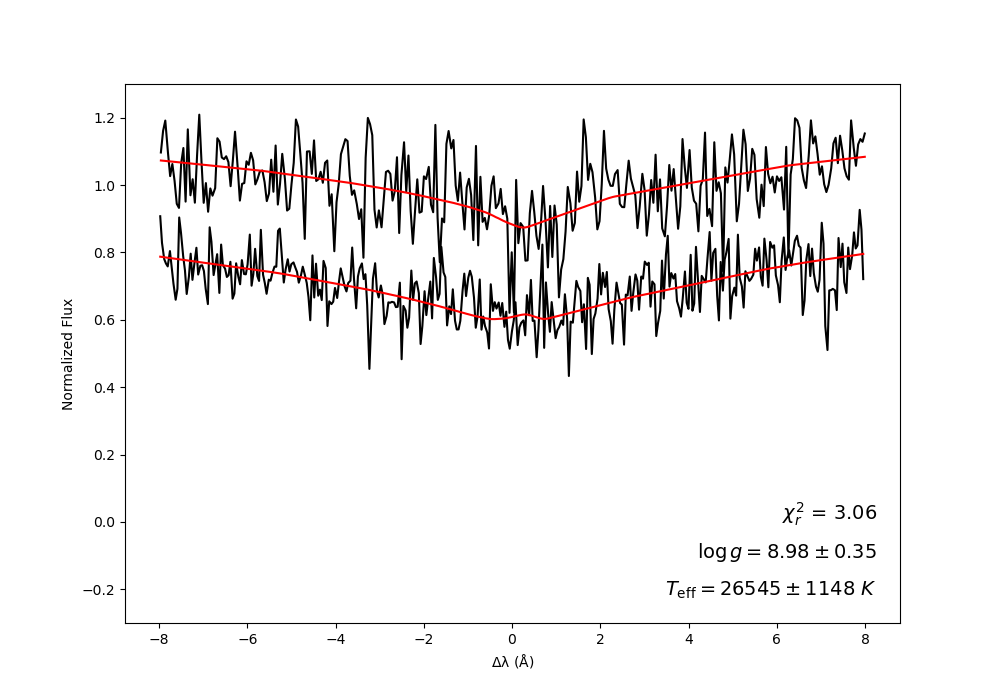 1.2
1.0
0.8
0.6
0.4
0.2
0.0
−0.2
Normalized Flux
χ²ᵣ = 3.06
log g = 8.98 ± 0.35
T_eff = 26545 ± 1148 K
−8 −6 −4 −2 0 2 4 6 8
Δλ (Å)